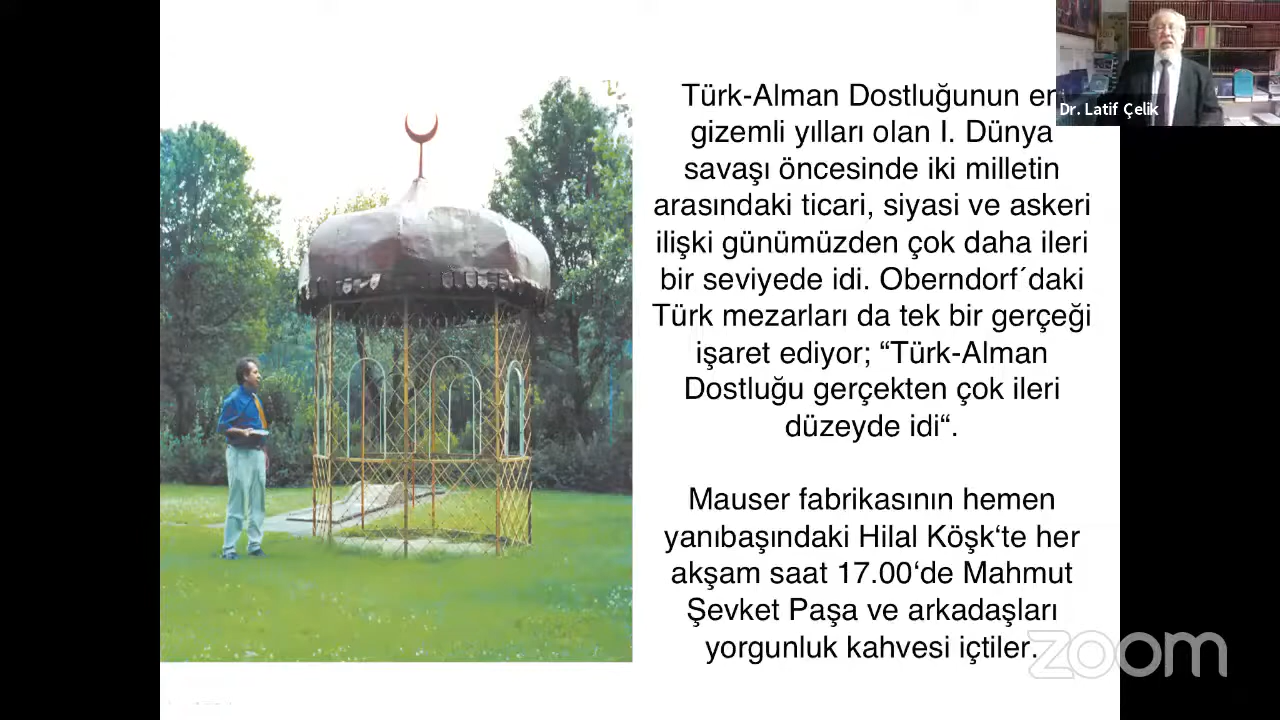 Türk-Alman Dostluğunun en
gizemli yılları olan I. Dünya
savaşı öncesinde iki milletin
arasındaki ticari, siyasi ve askeri
ilişki günümüzden çok daha ileri
bir seviyede idi. Oberndorf´daki
Türk mezarları da tek bir gerçeği
işaret ediyor; “Türk-Alman
Dostluğu gerçekten çok ileri
düzeyde idi“.
Mauser fabrikasının hemen
yanıbaşındaki Hilal Köşk‘te her
akşam saat 17.00‘de Mahmut
Şevket Paşa ve arkadaşları
yorgunluk kahvesi içtiler.
Dr. Latif Çelik
zoom